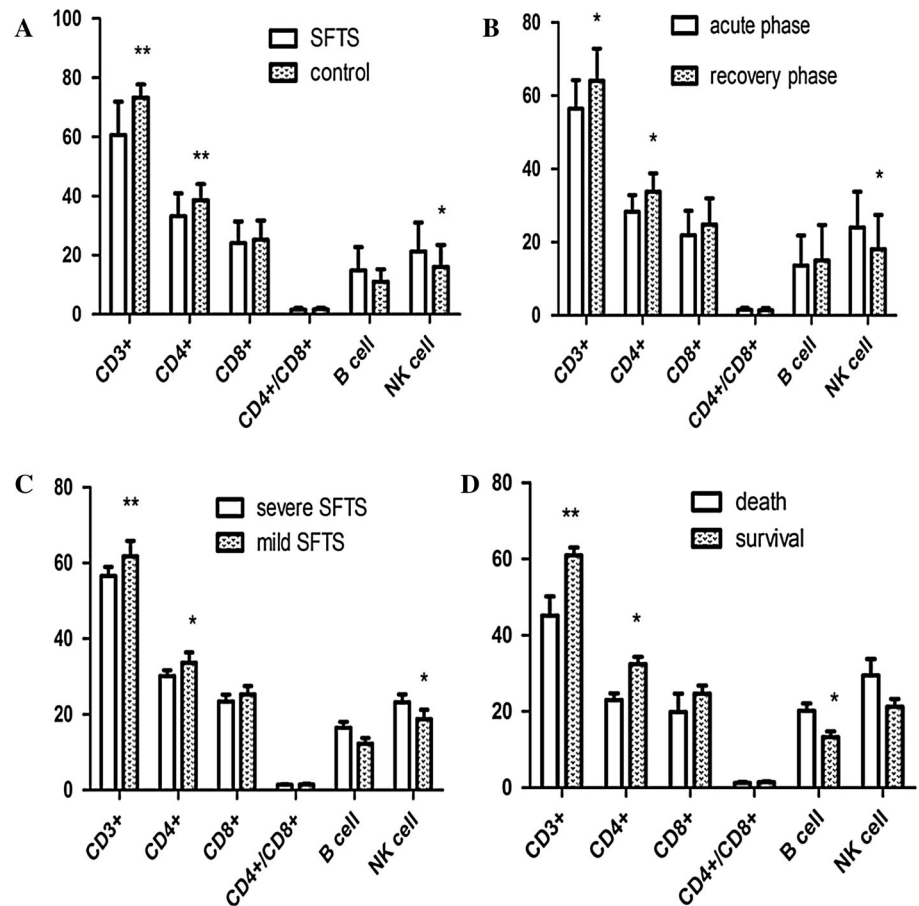 A
100
80
60
40
20
0
SFTS
control
**
**
*
CD3+
CD4+
CD8+
CD4+/CD8+
B cell
NK cell
B
80
60
40
20
0
acute phase
recovery phase
*
*
*
CD3+
CD4+
CD8+
CD4+/CD8+
B cell
NK cell
C
80
60
40
20
0
severe SFTS
mild SFTS
**
*
*
CD3+
CD4+
CD8+
CD4+/CD8+
B cell
NK cell
D
80
60
40
20
0
death
survival
**
*
*
CD3+
CD4+
CD8+
CD4+/CD8+
B cell
NK cell